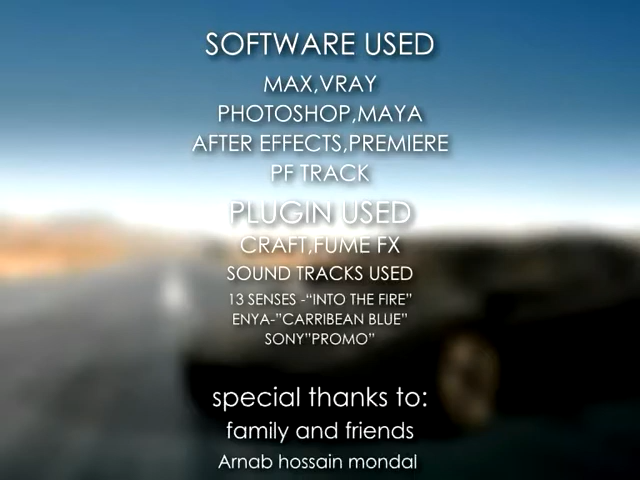 SOFTWARE USED
MAX,VRAY
PHOTOSHOP,MAYA
AFTER EFFECTS,PREMIERE
PF TRACK
PLUGIN USED
CRAFT,FUME FX
SOUND TRACKS USED
13 SENSES -“INTO THE FIRE”
ENYA-”CARRIBEAN BLUE”
SONY”PROMO”
special thanks to:
family and friends
Arnab hossain mondal